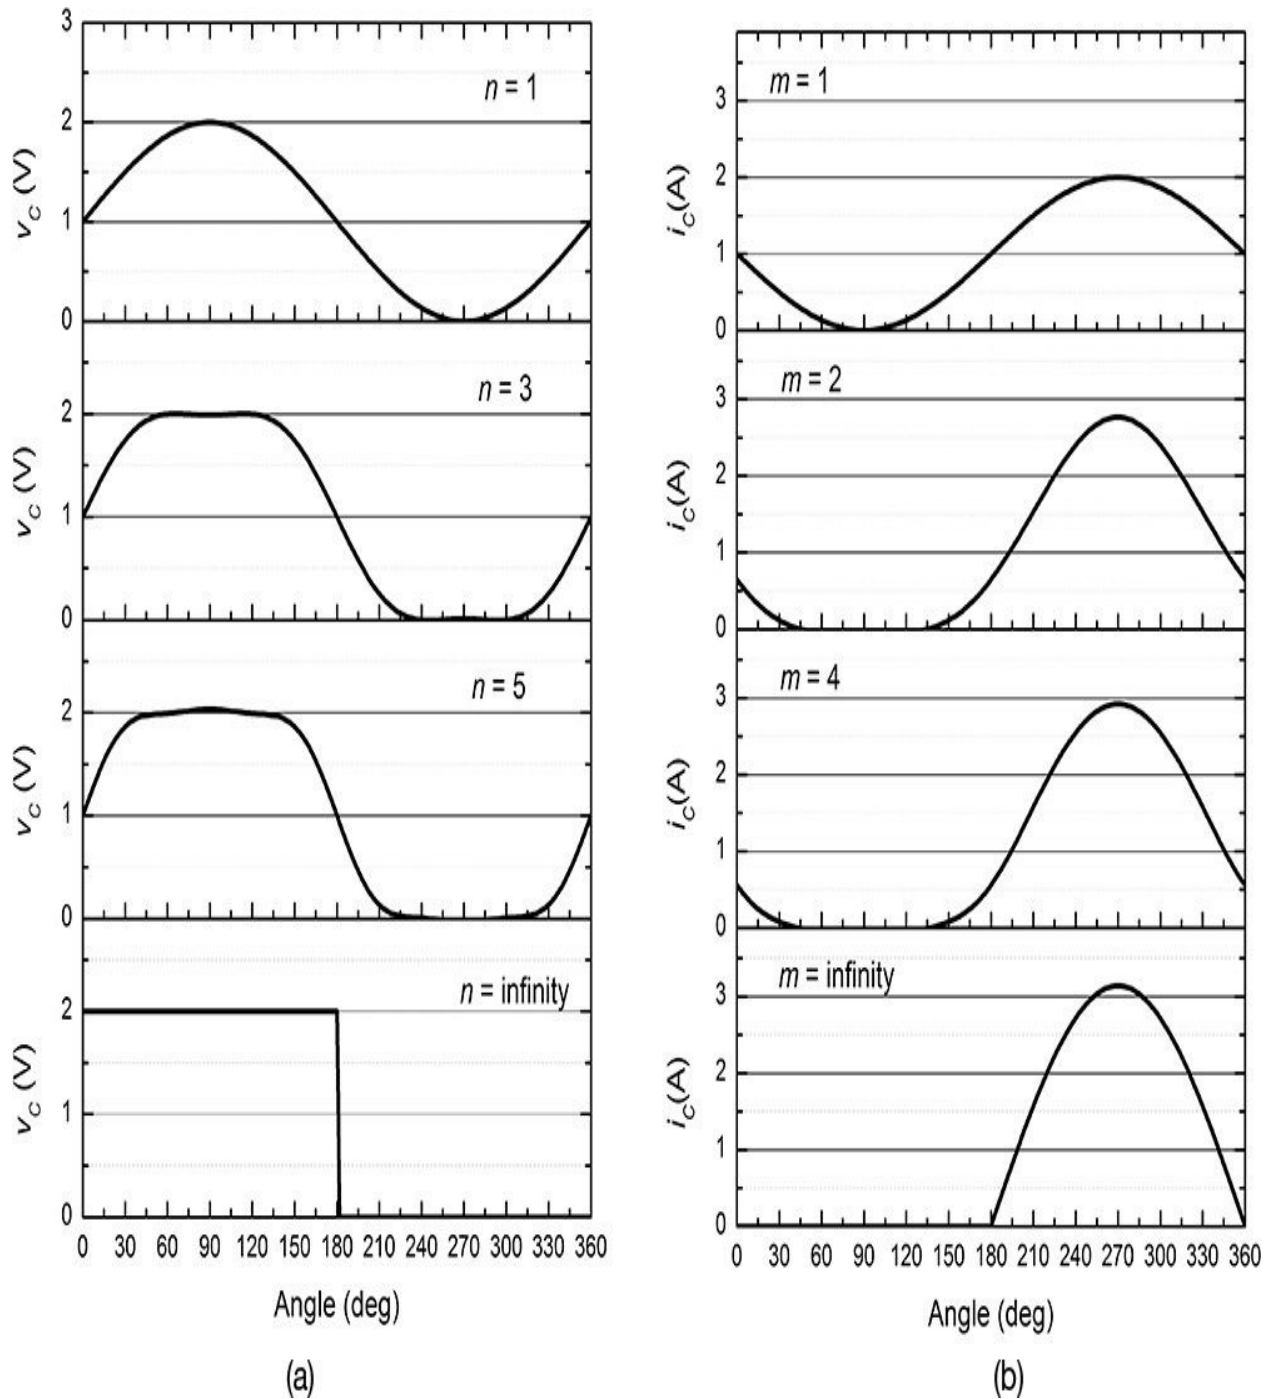 3
2
1
0
v_C (V)
n = 1
2
1
0
v_C (V)
n = 3
2
1
0
v_C (V)
n = 5
2
1
0
v_C (V)
n = infinity
0 30 60 90 120 150 180 210 240 270 300 330 360
Angle (deg)
(a)
3
2
1
0
i_C(A)
m = 1
3
2
1
0
i_C(A)
m = 2
3
2
1
0
i_C(A)
m = 4
3
2
1
0
i_C(A)
m = infinity
0 30 60 90 120 150 180 210 240 270 300 330 360
Angle (deg)
(b)